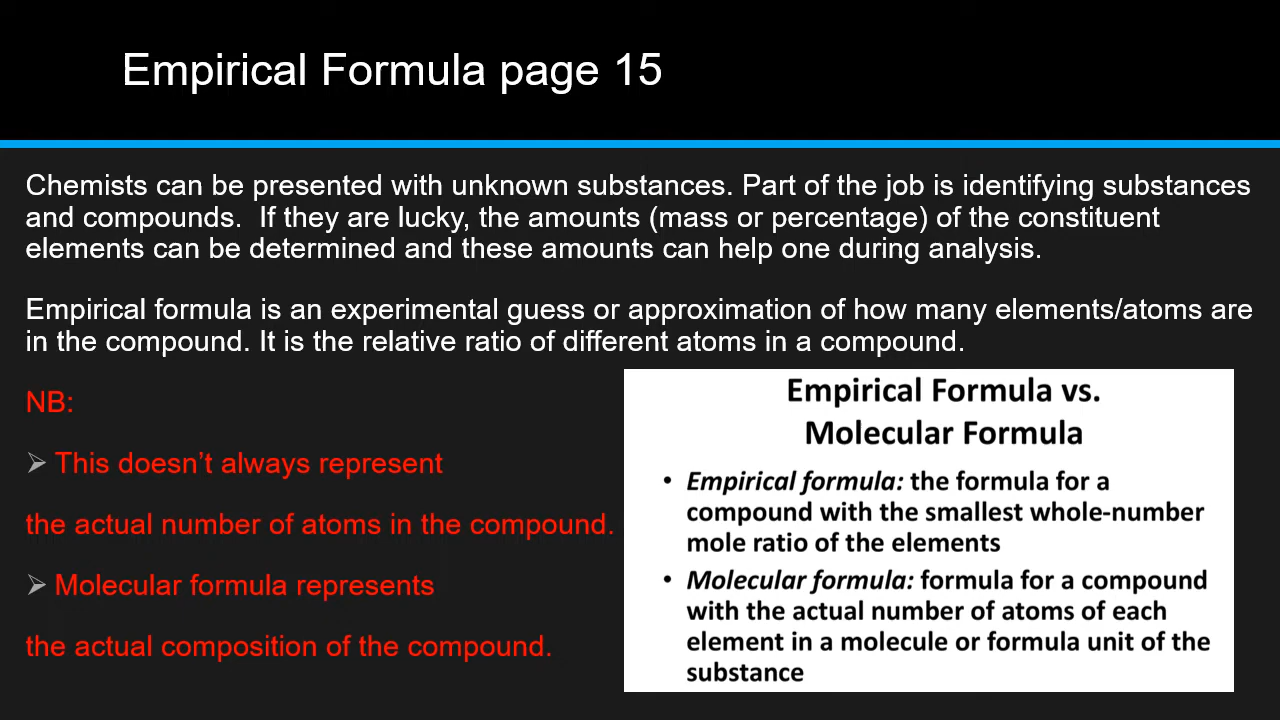 Empirical Formula page 15
Chemists can be presented with unknown substances. Part of the job is identifying substances
and compounds.  If they are lucky, the amounts (mass or percentage) of the constituent
elements can be determined and these amounts can help one during analysis.
Empirical formula is an experimental guess or approximation of how many elements/atoms are
in the compound. It is the relative ratio of different atoms in a compound.
NB:
➢ This doesn’t always represent
the actual number of atoms in the compound.
➢ Molecular formula represents
the actual composition of the compound.
Empirical Formula vs.
Molecular Formula
• Empirical formula: the formula for a
compound with the smallest whole-number
mole ratio of the elements
• Molecular formula: formula for a compound
with the actual number of atoms of each
element in a molecule or formula unit of the
substance